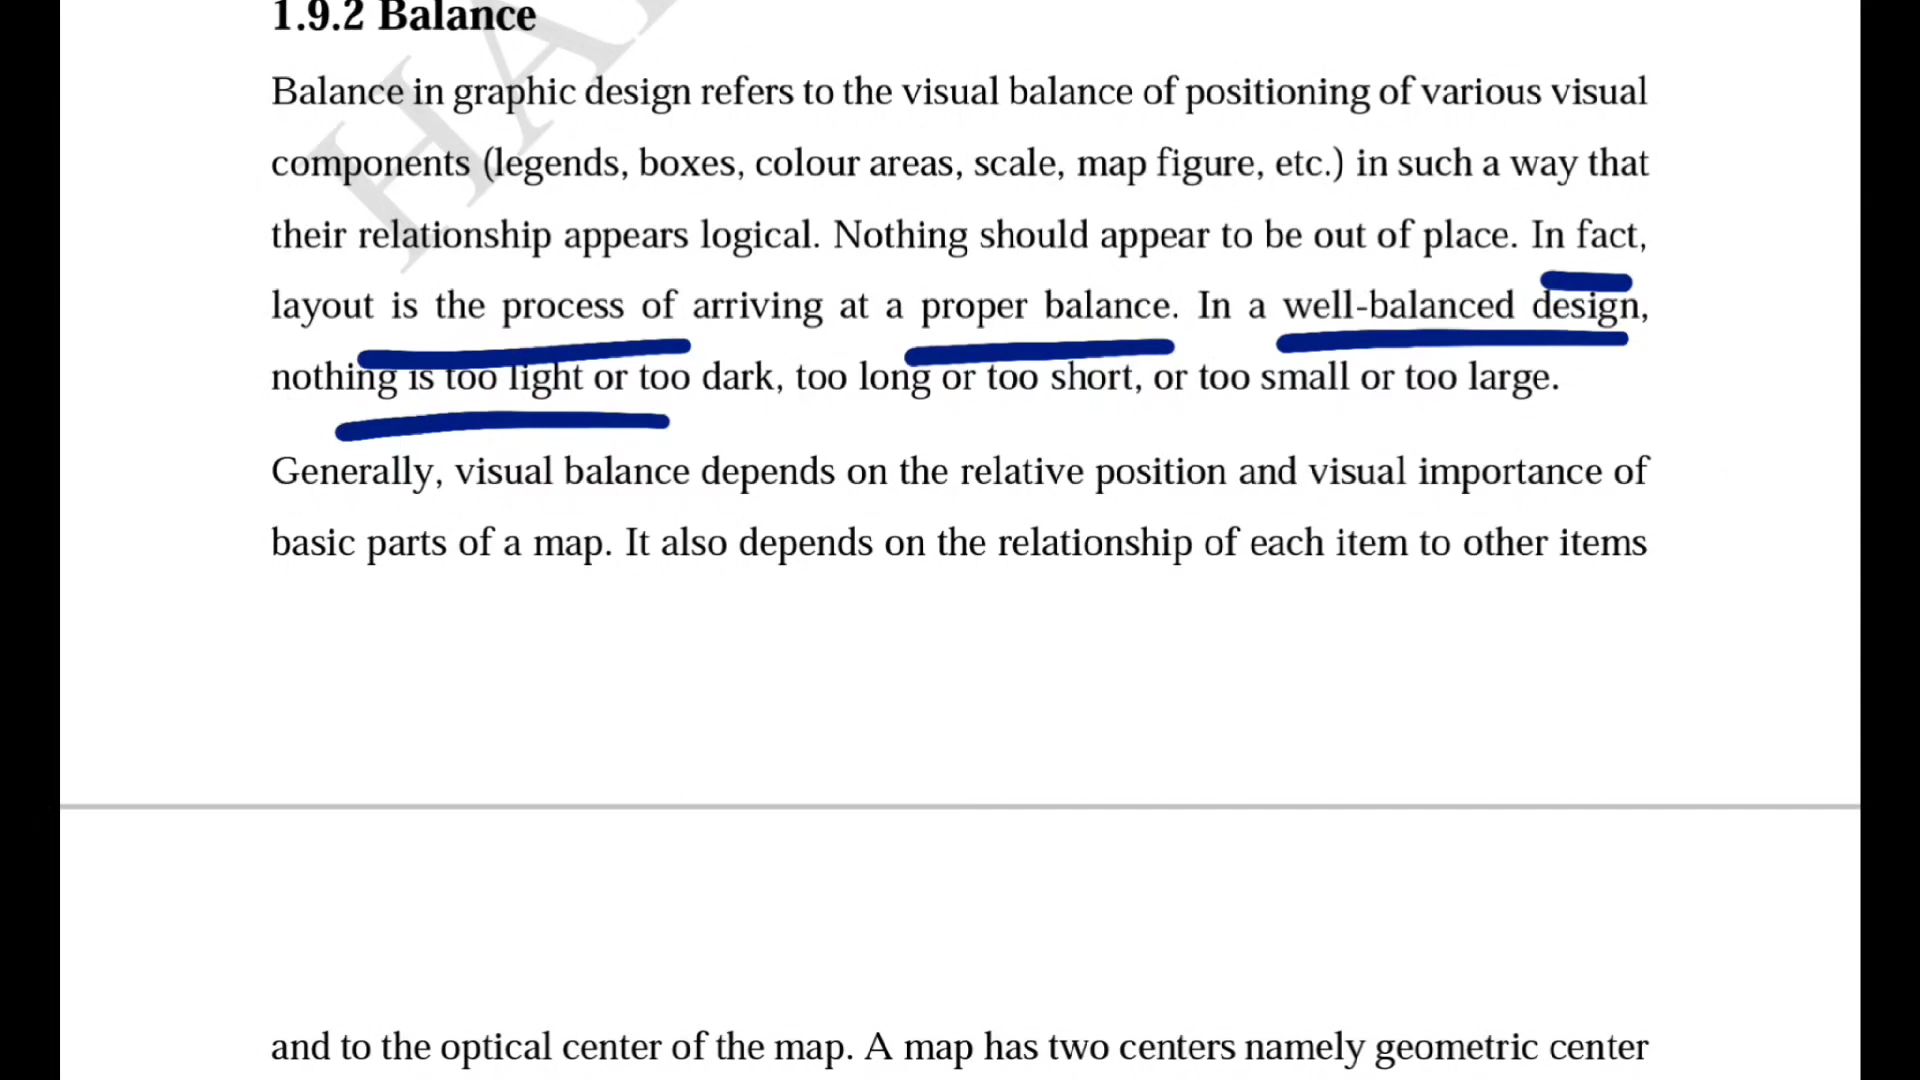 1.9.2 Balance
Balance in graphic design refers to the visual balance of positioning of various visual
components (legends, boxes, colour areas, scale, map figure, etc.) in such a way that
their relationship appears logical. Nothing should appear to be out of place. In fact,
layout is the process of arriving at a proper balance. In a well-balanced design,
nothing is too light or too dark, too long or too short, or too small or too large.
Generally, visual balance depends on the relative position and visual importance of
basic parts of a map. It also depends on the relationship of each item to other items
and to the optical center of the map. A map has two centers namely geometric center